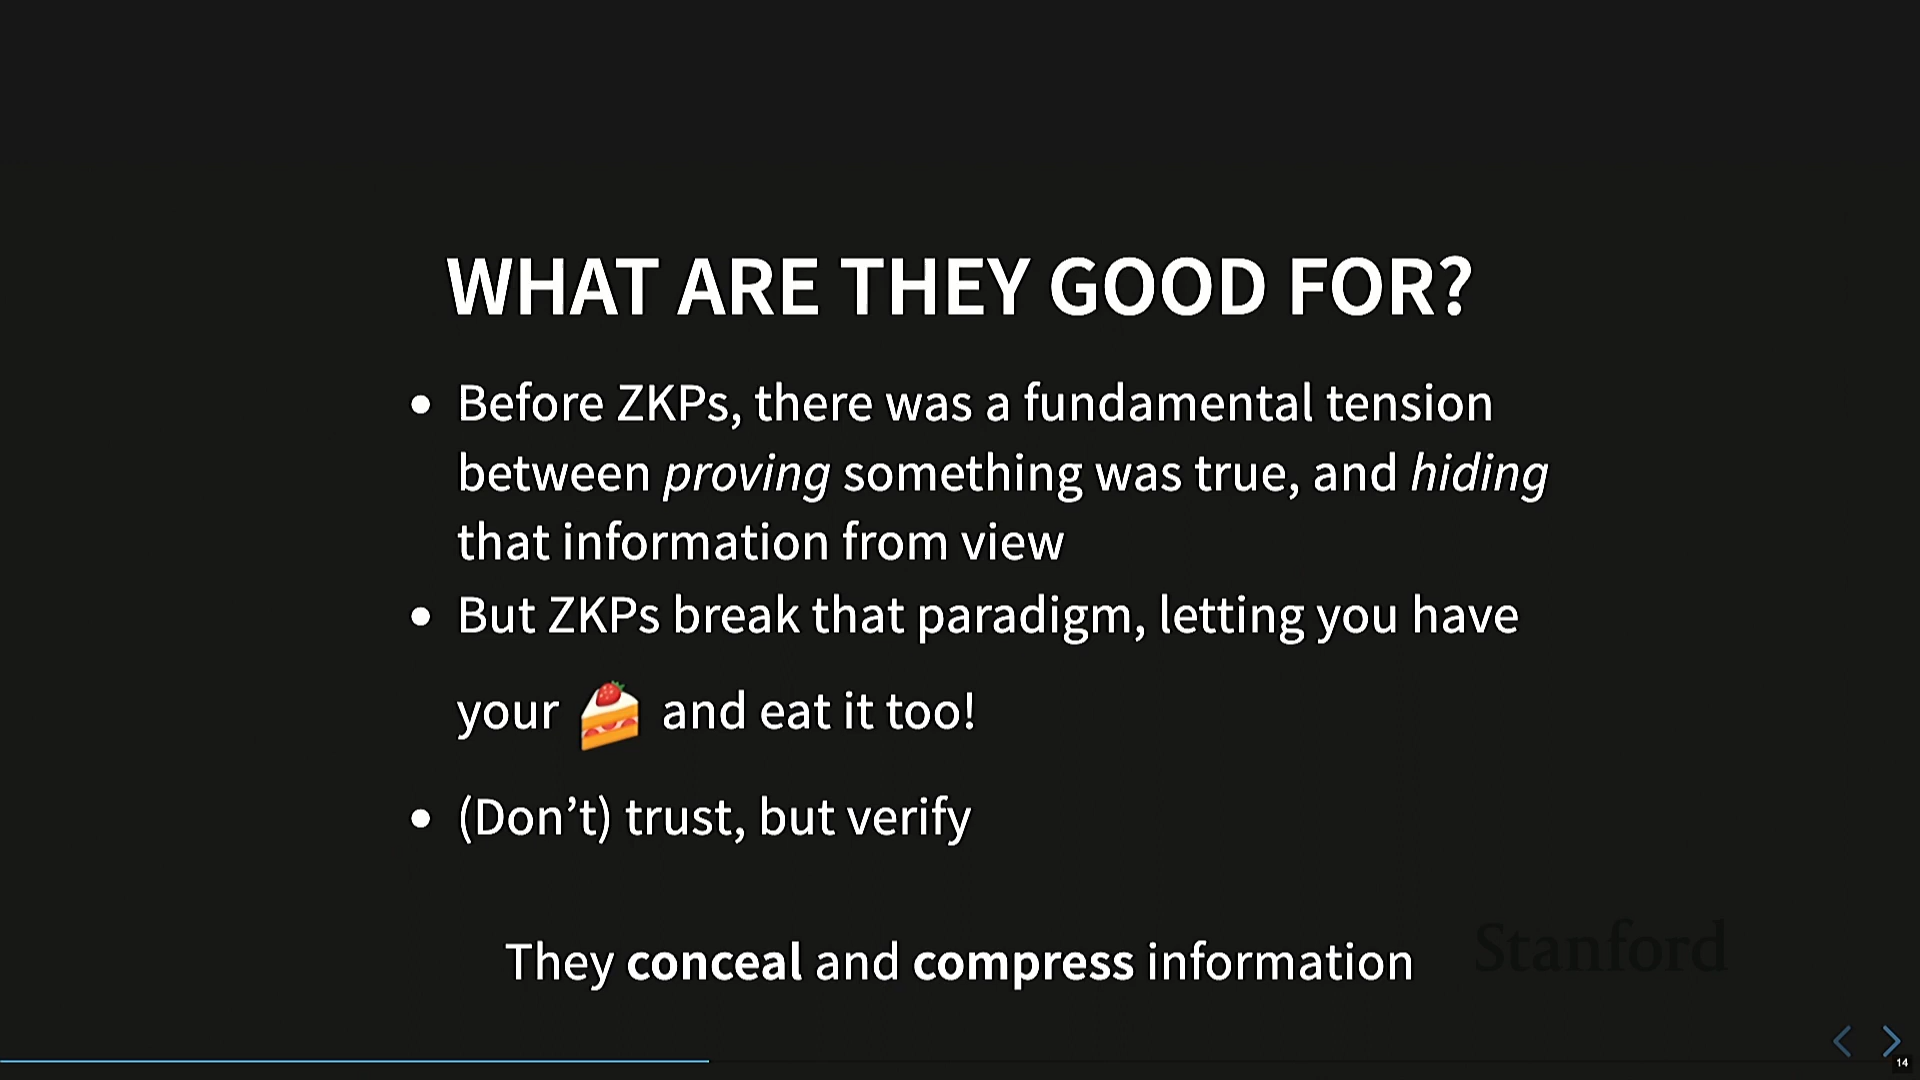 WHAT ARE THEY GOOD FOR?
• Before ZKPs, there was a fundamental tension
between proving something was true, and hiding
that information from view
• But ZKPs break that paradigm, letting you have
your 🍰 and eat it too!
• (Don’t) trust, but verify
They conceal and compress information
Stanford
14